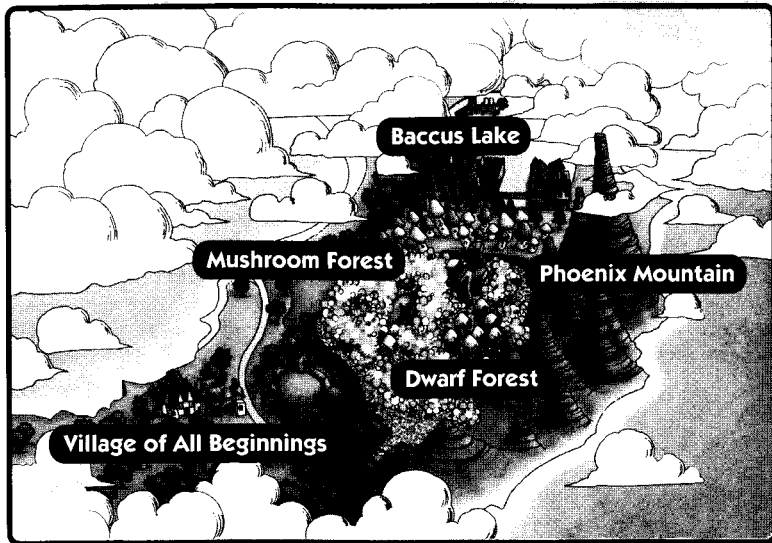 Baccus Lake
Mushroom Forest
Phoenix Mountain
Dwarf Forest
Village of All Beginnings